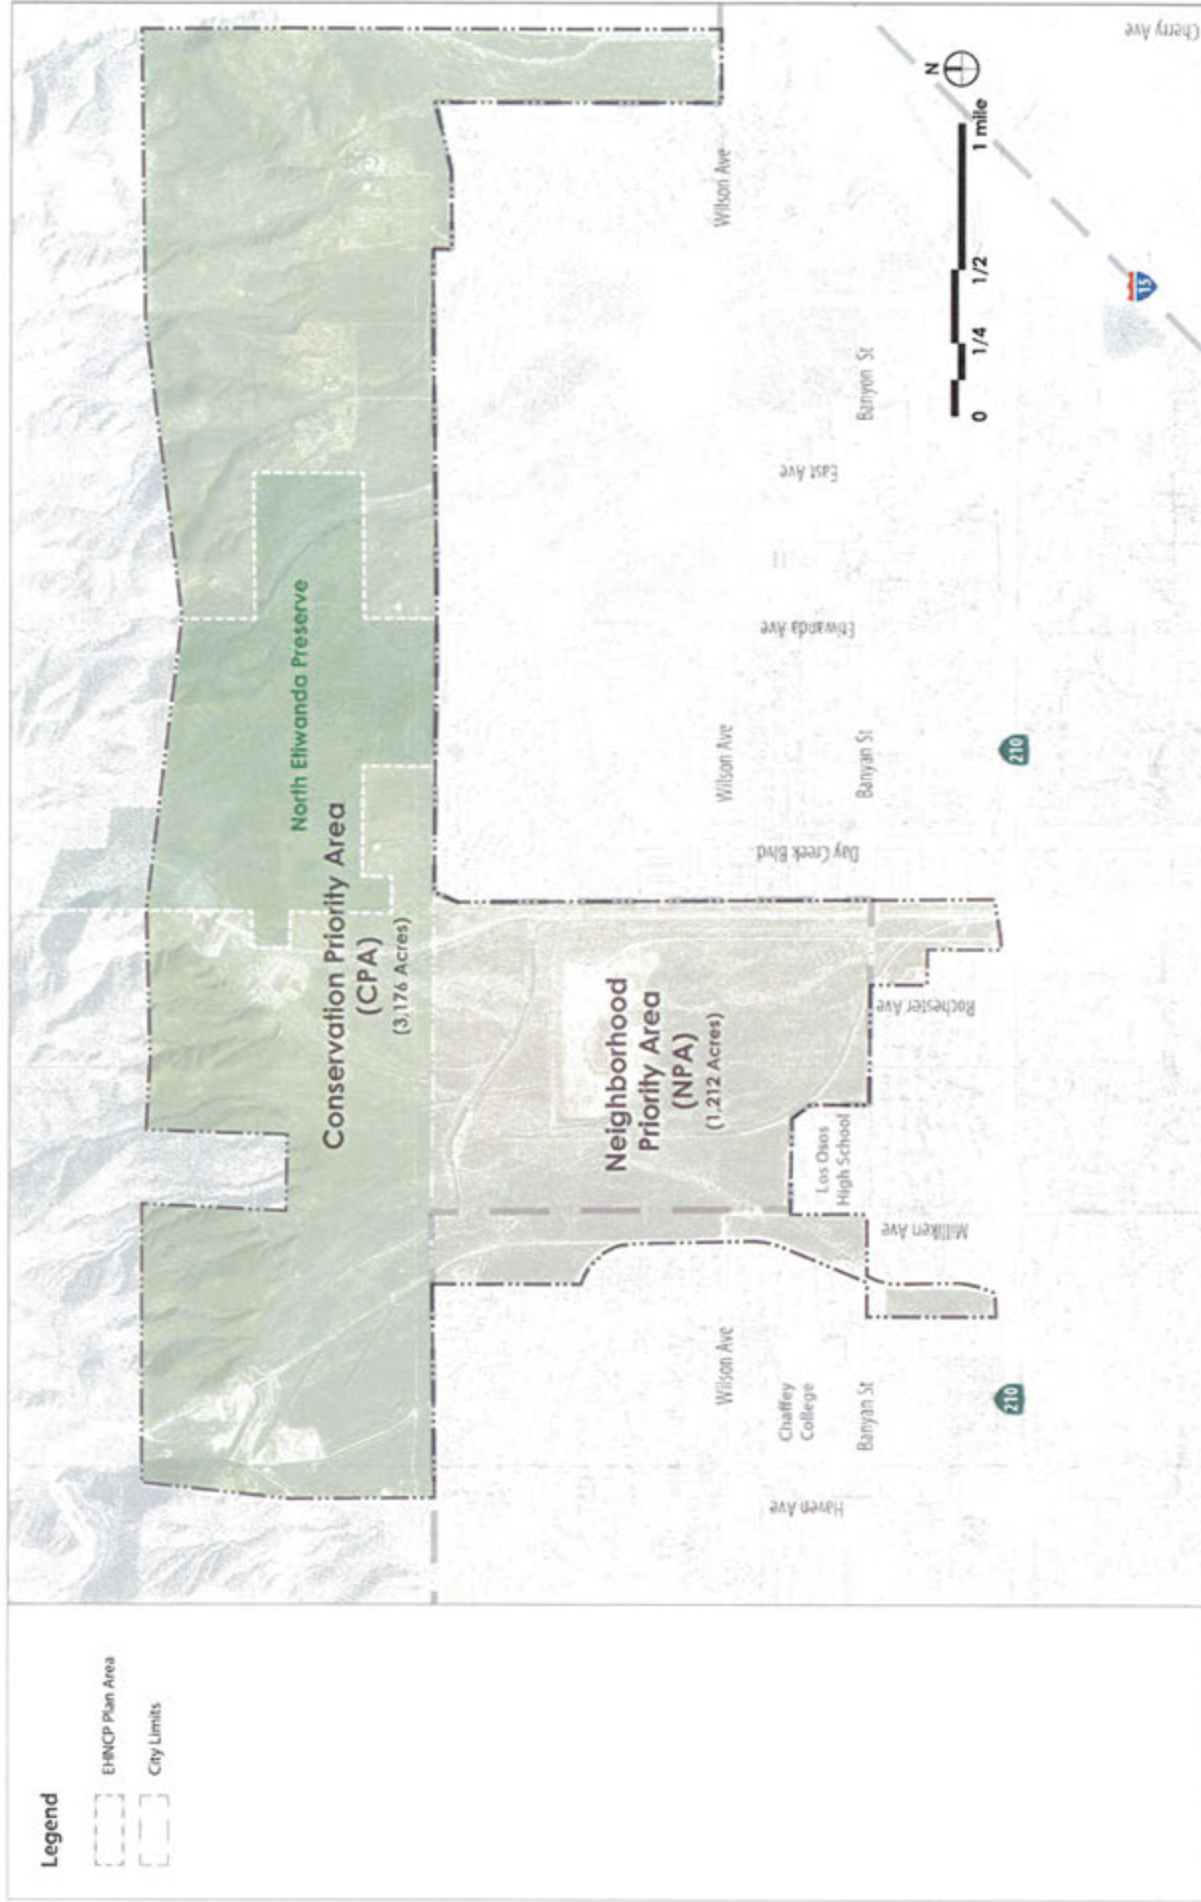 Legend
EHNCP Plan Area
City Limits
North Etiwanda Preserve
Conservation Priority Area
(CPA)
(3,176 Acres)
Neighborhood
Priority Area
(NPA)
(1,212 Acres)
Los Osos
High School
Chaffey
College
Wilson Ave
Wilson Ave
Wilson Ave
Banyan St
Banyan St
Banyon St
Haven Ave
Milliken Ave
Rochester Ave
Day Creek Blvd
Etiwanda Ave
East Ave
Cherry Ave
210
210
15
N
0 1/4 1/2 1 mile